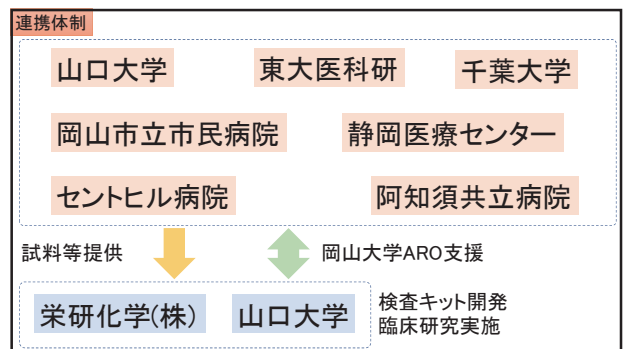 連携体制
山口大学 東大医科研 千葉大学
岡山市立市民病院 静岡医療センター
セントヒル病院 阿知須共立病院
試料等提供 岡山大学ARO支援
栄研化学(株) 山口大学 検査キット開発
臨床研究実施